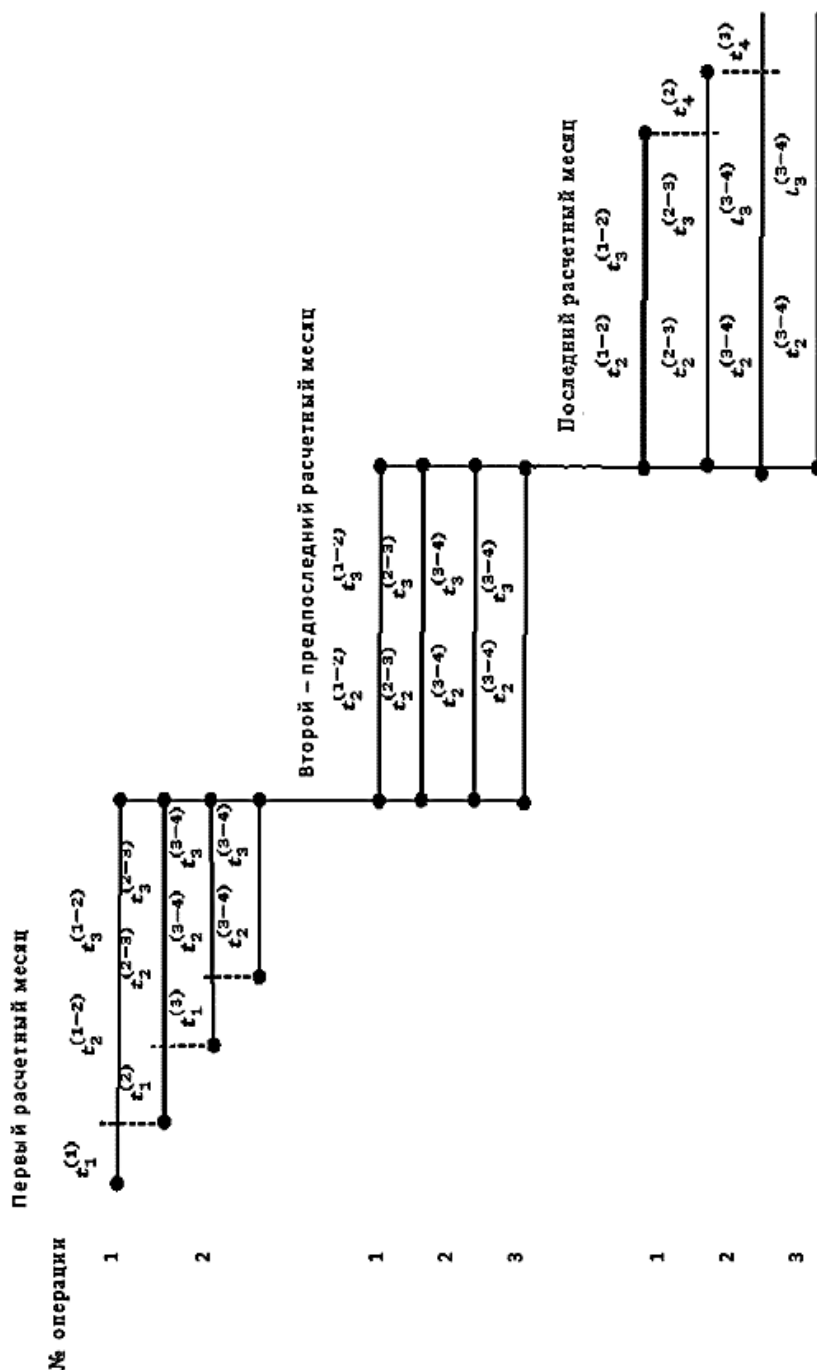 Первый расчетный месяц
№ операции
t₁⁽¹⁾ t₂⁽¹⁻²⁾ t₃⁽¹⁻²⁾
1
t₁⁽²⁾ t₂⁽²⁻³⁾ t₃⁽²⁻³⁾
t₁⁽³⁾ t₂⁽³⁻⁴⁾ t₃⁽³⁻⁴⁾
2
t₂⁽³⁻⁴⁾ t₃⁽³⁻⁴⁾
Второй – предпоследний расчетный месяц
t₂⁽¹⁻²⁾ t₃⁽¹⁻²⁾
1
t₂⁽²⁻³⁾ t₃⁽²⁻³⁾
t₂⁽³⁻⁴⁾ t₃⁽³⁻⁴⁾
2
t₂⁽³⁻⁴⁾ t₃⁽³⁻⁴⁾
3
Последний расчетный месяц
t₂⁽¹⁻²⁾ t₃⁽¹⁻²⁾
1
t₂⁽²⁻³⁾ t₃⁽²⁻³⁾ t₄⁽²⁾
t₂⁽³⁻⁴⁾ t₃⁽³⁻⁴⁾ t₄⁽³⁾
2
t₂⁽³⁻⁴⁾ t₃⁽³⁻⁴⁾
3